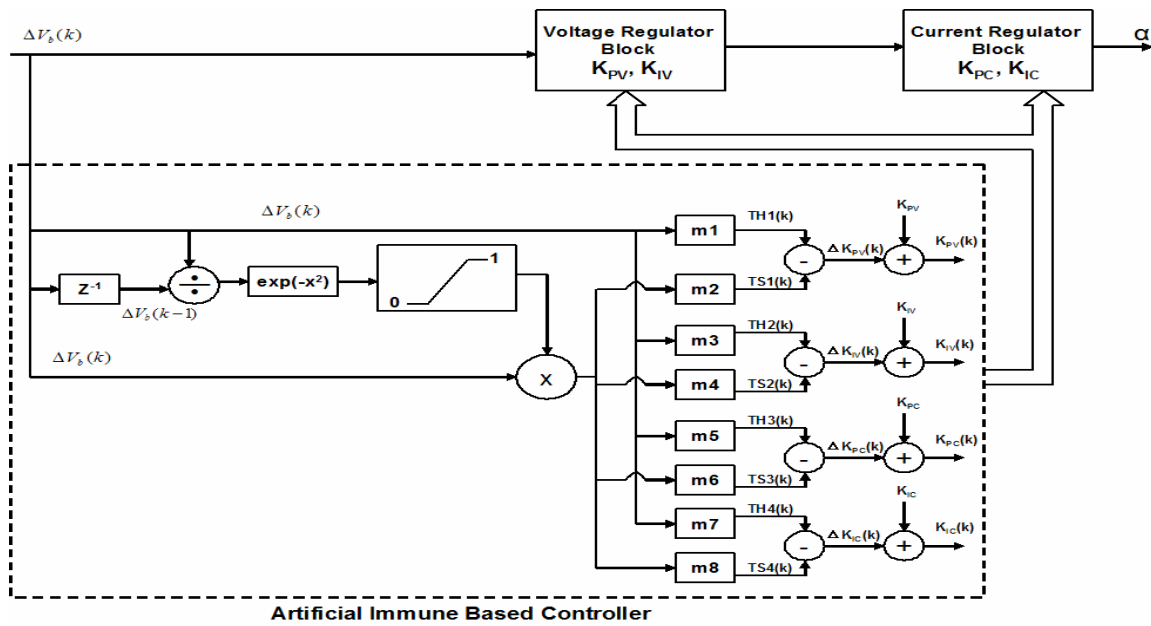 ΔV_b(k)
Voltage Regulator
Block
K_PV, K_IV
Current Regulator
Block
K_PC, K_IC
α
ΔV_b(k)
m1
TH1(k)
K_PV
-
ΔK_PV(k)
+
K_PV(k)
Z⁻¹
÷
exp(-x²)
0
1
m2
TS1(k)
ΔV_b(k-1)
K_IV
m3
TH2(k)
-
ΔK_IV(k)
+
K_IV(k)
ΔV_b(k)
X
m4
TS2(k)
K_PC
m5
TH3(k)
-
ΔK_PC(k)
+
K_PC(k)
m6
TS3(k)
K_IC
m7
TH4(k)
-
ΔK_IC(k)
+
K_IC(k)
m8
TS4(k)
Artificial Immune Based Controller